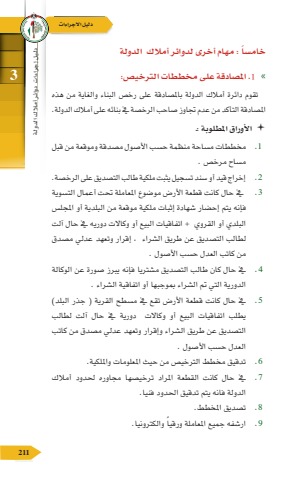 دليل الاجراءات
دليل إجراءات دوائر أملاك الدولة
3
خامساً : مهام أخرى لدوائر أملاك الدولة
» 1. المصادقة على مخططات الترخيص:
تقوم دائرة أملاك الدولة بالمصادقة على رخص البناء والغاية من هذه
المصادقة التأكد من عدم تجاوز صاحب الرخصة في بنائه على أملاك الدولة.
الأوراق المطلوبة :
1. مخططات مساحة منظمة حسب الأصول مصدقة وموقعة من قبل
مساح مرخص .
2. إخراج قيد أو سند تسجيل يثبت ملكية طالب التصديق على الرخصة.
3. في حال كانت قطعة الأرض موضوع المعاملة تحت أعمال التسوية
فإنه يتم إحضار شهادة إثبات ملكية موقعة من البلدية أو المجلس
البلدي أو القروي + اتفاقيات البيع أو وكالات دوريه في حال آلت
لطالب التصديق عن طريق الشراء . إقرار وتعهد عدلي مصدق
من كاتب العدل حسب الأصول .
4. في حال كان طالب التصديق مشتريا فإنه يبرز صورة عن الوكالة
الدورية التي تم الشراء بموجبها أو اتفاقية الشراء .
5. في حال كانت قطعة الأرض تقع في مسطح القرية ( جذر البلد )
يطلب اتفاقيات البيع أو وكالات دورية في حال آلت لطالب
التصديق عن طريق الشراء وإقرار وتعهد عدلي مصدق من كاتب
العدل حسب الأصول .
6. تدقيق مخطط الترخيص من حيث المعلومات والملكية.
7. في حال كانت القطعة المراد ترخيصها مجاوره لحدود أملاك
الدولة فانه يتم تدقيق الحدود فنيا.
8. تصديق المخطط.
9. ارشفه جميع المعاملة ورقياً والكترونيا.
211